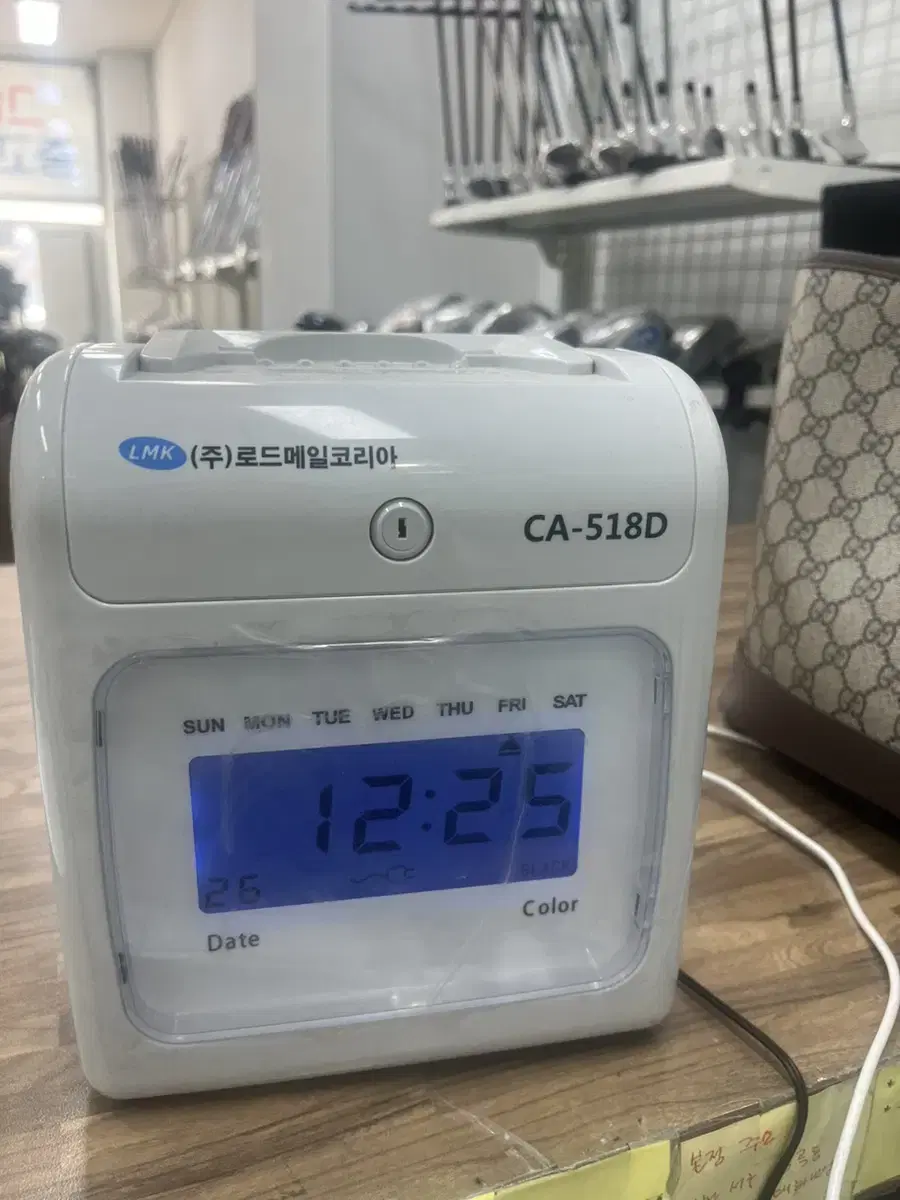 LMK (주)로드메일코리아
CA-518D
SUN MON TUE WED THU FRI SAT
12:25
26 BLACK
Date Color